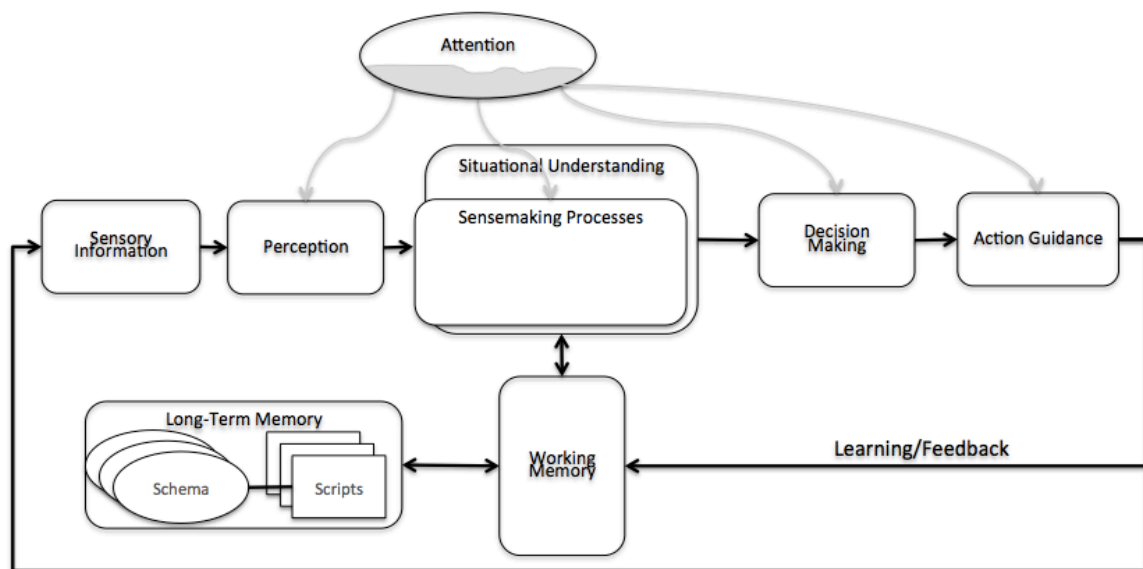 Attention
Situational Understanding
Sensemaking Processes
Sensory
Information
Perception
Decision
Making
Action Guidance
Long-Term Memory
Schema
Scripts
Working
Memory
Learning/Feedback